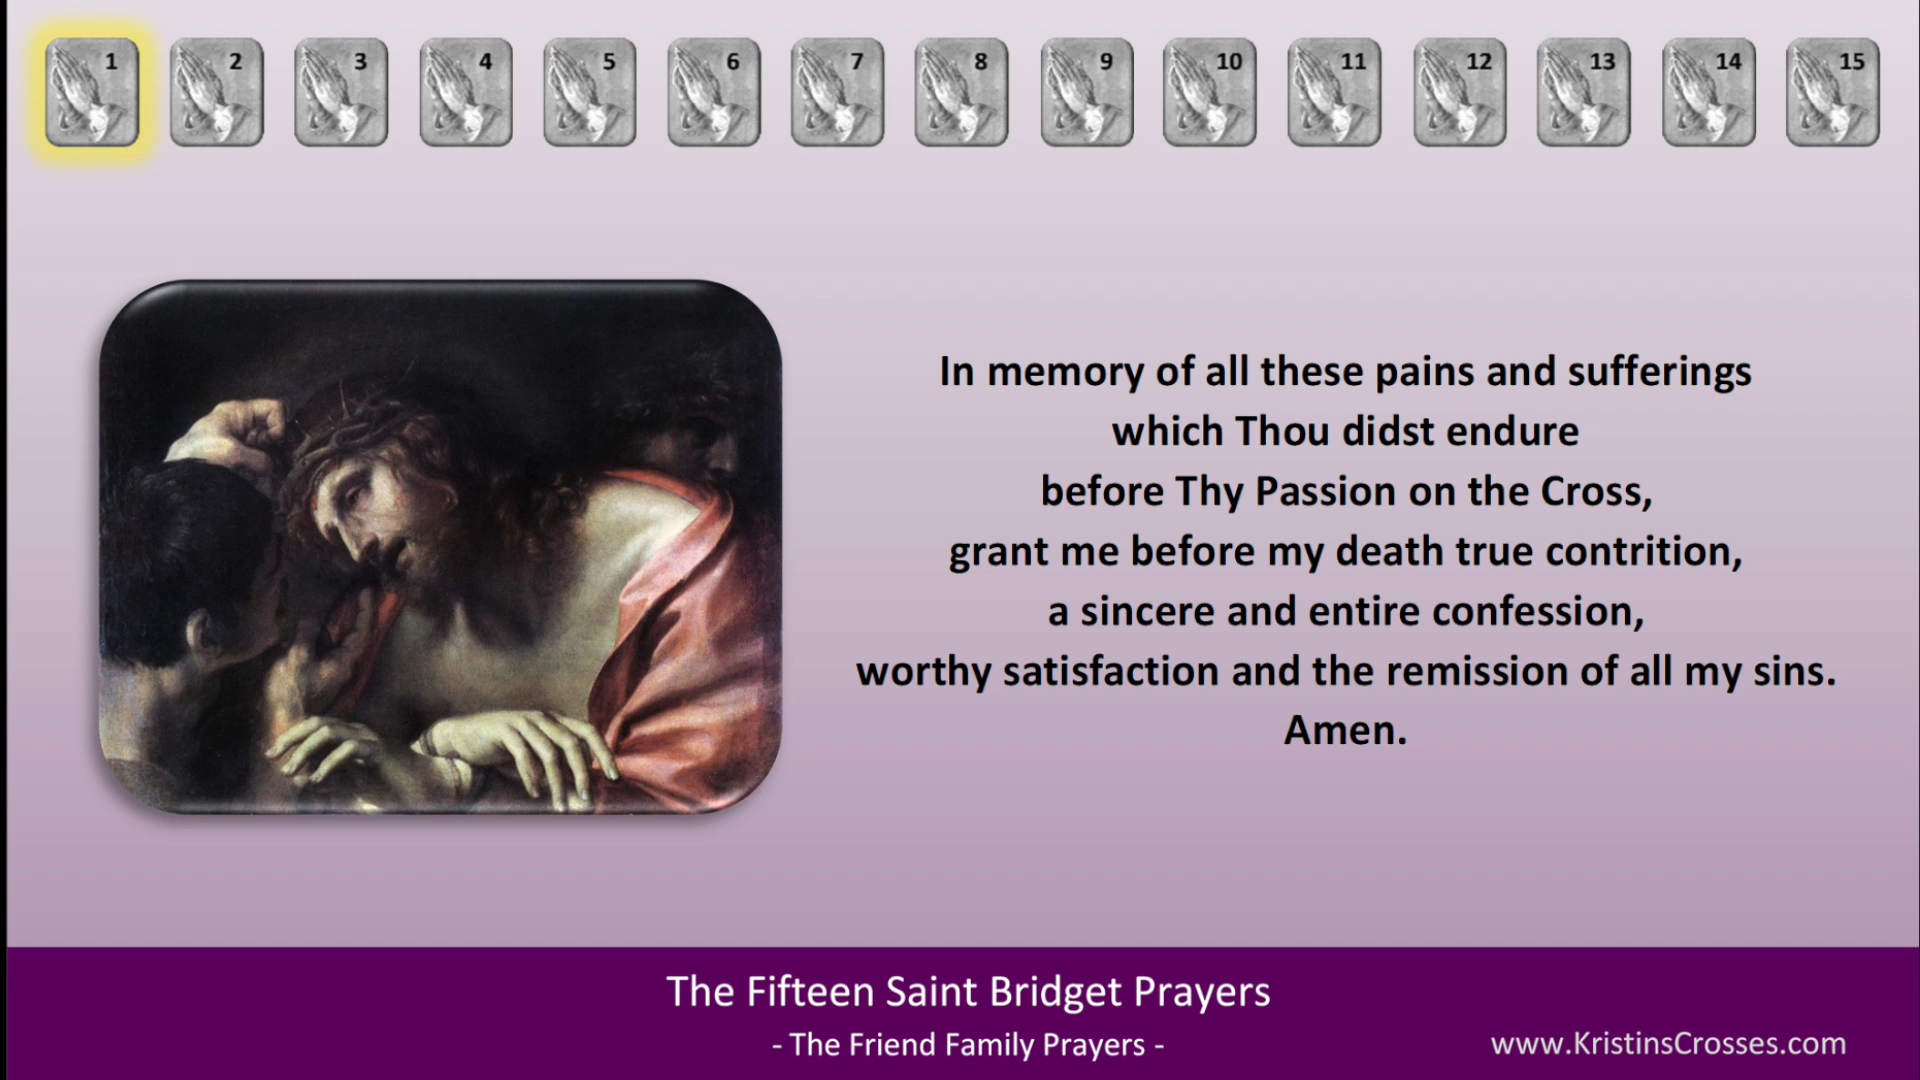 1 2 3 4 5 6 7 8 9 10 11 12 13 14 15
In memory of all these pains and sufferings
which Thou didst endure
before Thy Passion on the Cross,
grant me before my death true contrition,
a sincere and entire confession,
worthy satisfaction and the remission of all my sins.
Amen.
The Fifteen Saint Bridget Prayers
- The Friend Family Prayers -
www.KristinsCrosses.com